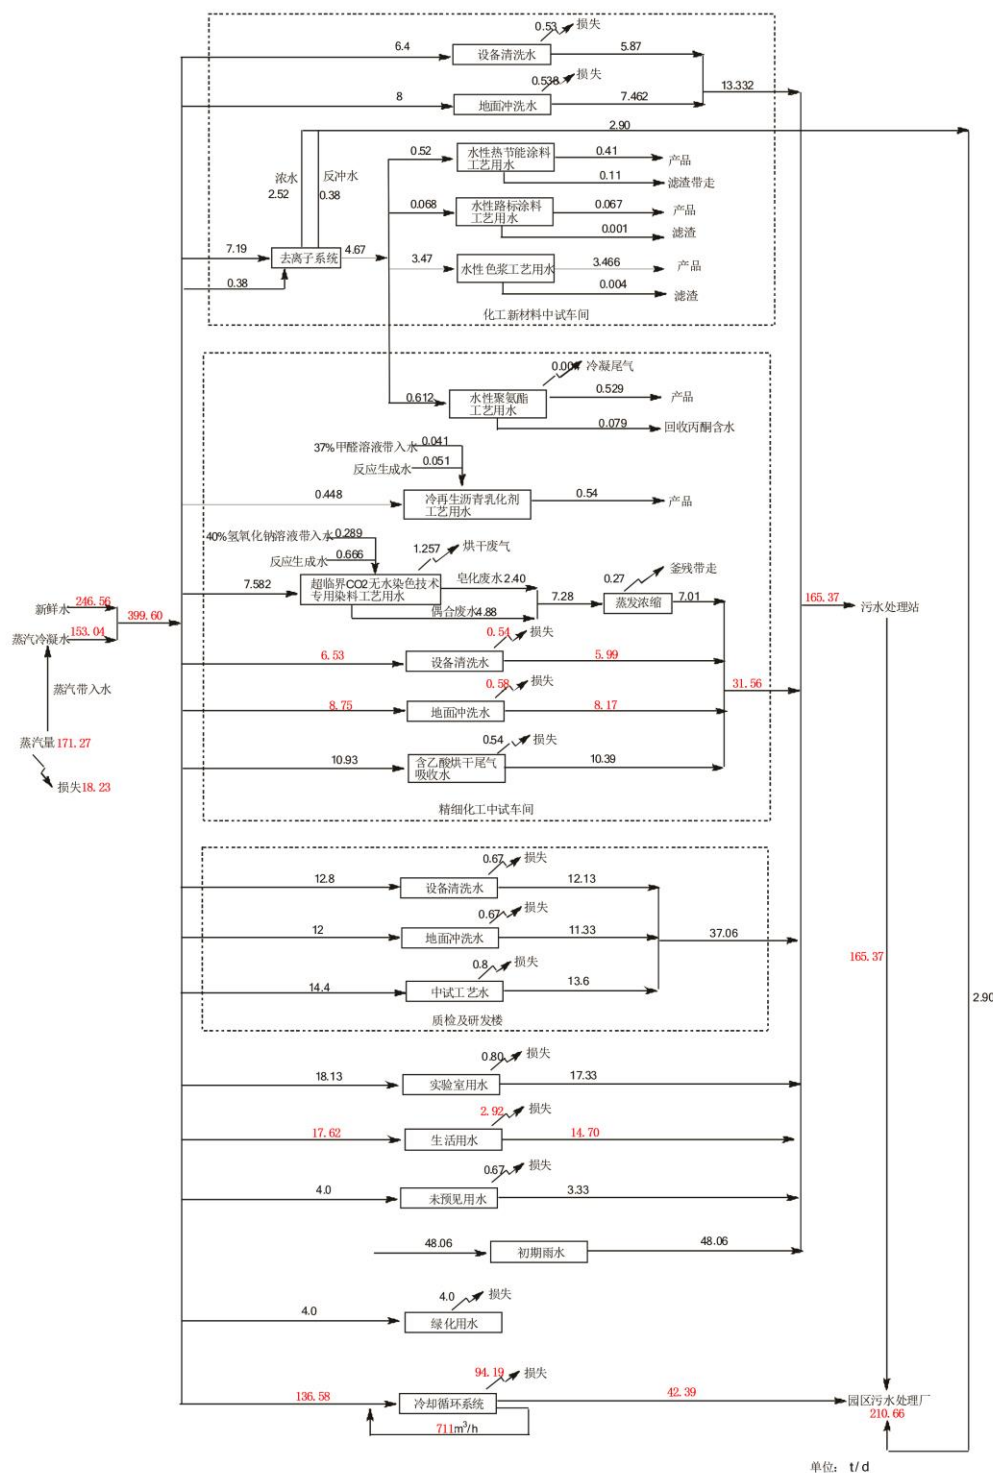 0.53 损失
6.4 设备清洗水 5.87
0.538 损失
13.332
8 地面冲洗水 7.462
2.90
0.52 水性热节能涂料 0.41 产品
工艺用水
0.11 滤渣带走
浓水 反冲水
2.52 0.38
0.068 水性路标涂料 0.067 产品
工艺用水
0.001 滤渣
7.19 去离子系统 4.67
3.47 水性色浆工艺用水 3.466 产品
0.38
0.004 滤渣
化工新材料中试车间
冷凝尾气
0.612 水性聚氨酯 0.529 产品
工艺用水
0.079 回收丙酮含水
37%甲醛溶液带入水 0.041
反应生成水 0.051
0.448 冷再生沥青乳化剂 0.54 产品
工艺用水
40%氢氧化钠溶液带入水 0.289
反应生成水 0.666
1.257 烘干废气
7.582 超临界CO2无水染色技术 皂化废水 2.40
专用染料工艺用水
偶合废水 4.88
7.28 蒸发浓缩 7.01
0.27 釜残带走
新鲜水 246.56
399.60
蒸汽冷凝水 153.04
165.37 污水处理站
0.54 损失
6.53 设备清洗水 5.99
0.58 损失
31.56
8.75 地面冲洗水 8.17
蒸汽带入水
蒸汽量 171.27
损失 18.23
0.54 损失
10.93 含乙酸烘干尾气 10.39
吸收水
精细化工中试车间
0.67 损失
12.8 设备清洗水 12.13
0.67 损失
12 地面冲洗水 11.33
37.06
0.8 损失
14.4 中试工艺水 13.6
质检及研发楼
165.37
2.90
0.80 损失
18.13 实验室用水 17.33
2.92 损失
17.62 生活用水 14.70
0.67 损失
4.0 未预见用水 3.33
48.06 初期雨水 48.06
4.0 损失
4.0 绿化用水
94.19 损失
136.58 冷却循环系统 42.39 园区污水处理厂
210.66
711m³/h
单位： t/d